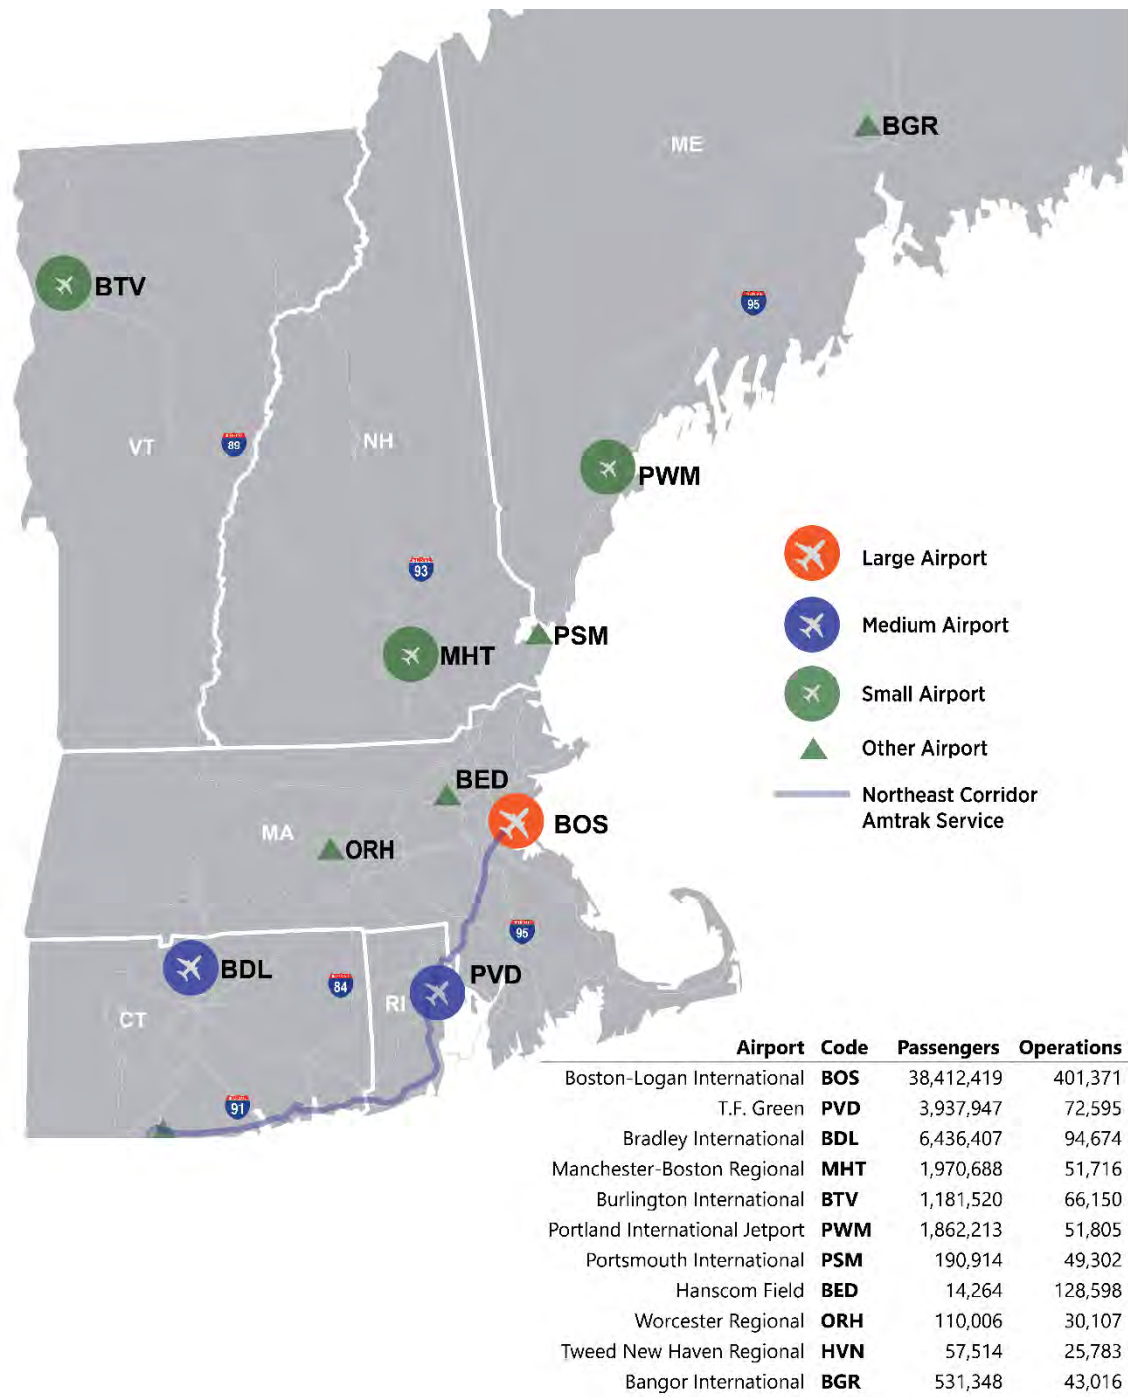 BGR
ME
BTV
95
VT
89
NH
PWM
93
Large Airport
Medium Airport
PSM
MHT
Small Airport
Other Airport
BED
Northeast Corridor
Amtrak Service
MA
BOS
ORH
95
BDL
PVD
84
RI
CT
91
Airport Code Passengers Operations
Boston-Logan International BOS 38,412,419 401,371
T.F. Green PVD 3,937,947 72,595
Bradley International BDL 6,436,407 94,674
Manchester-Boston Regional MHT 1,970,688 51,716
Burlington International BTV 1,181,520 66,150
Portland International Jetport PWM 1,862,213 51,805
Portsmouth International PSM 190,914 49,302
Hanscom Field BED 14,264 128,598
Worcester Regional ORH 110,006 30,107
Tweed New Haven Regional HVN 57,514 25,783
Bangor International BGR 531,348 43,016